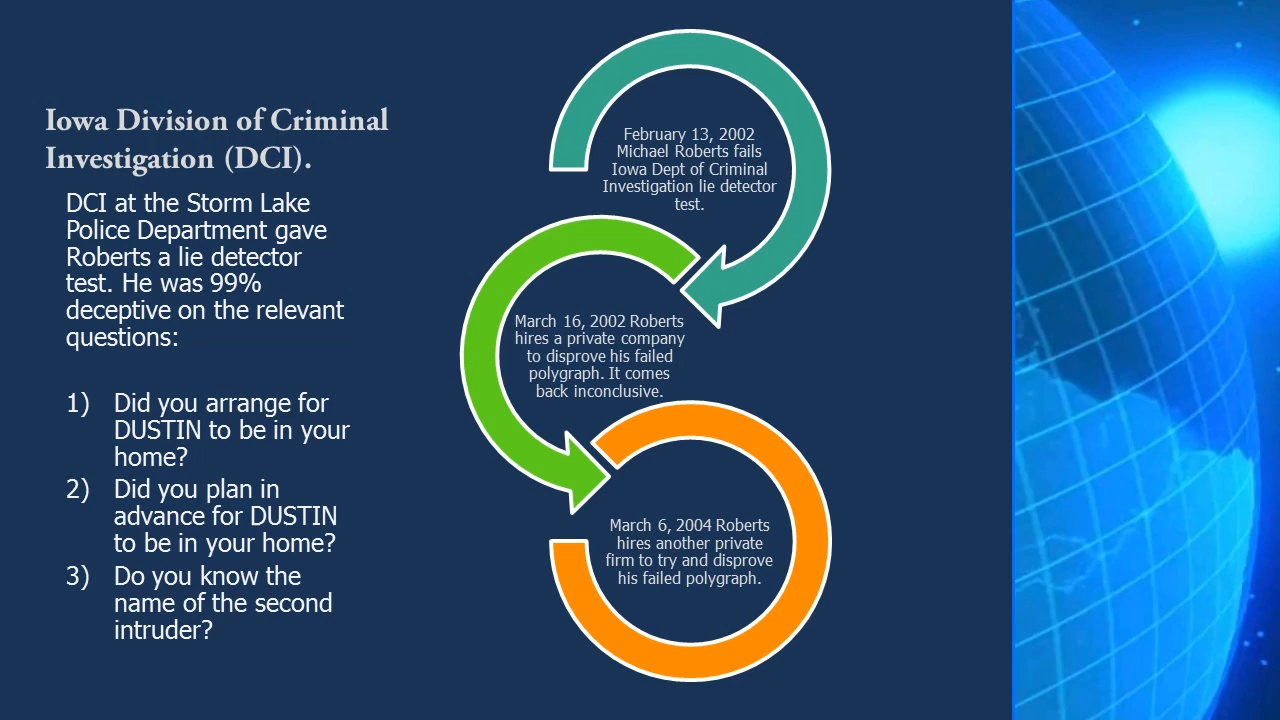 Iowa Division of Criminal
Investigation (DCI).
DCI at the Storm Lake
Police Department gave
Roberts a lie detector
test. He was 99%
deceptive on the relevant
questions:
1) Did you arrange for
DUSTIN to be in your
home?
2) Did you plan in
advance for DUSTIN
to be in your home?
3) Do you know the
name of the second
intruder?
February 13, 2002
Michael Roberts fails
Iowa Dept of Criminal
Investigation lie detector
test.
March 16, 2002 Roberts
hires a private company
to disprove his failed
polygraph. It comes
back inconclusive.
March 6, 2004 Roberts
hires another private
firm to try and disprove
his failed polygraph.